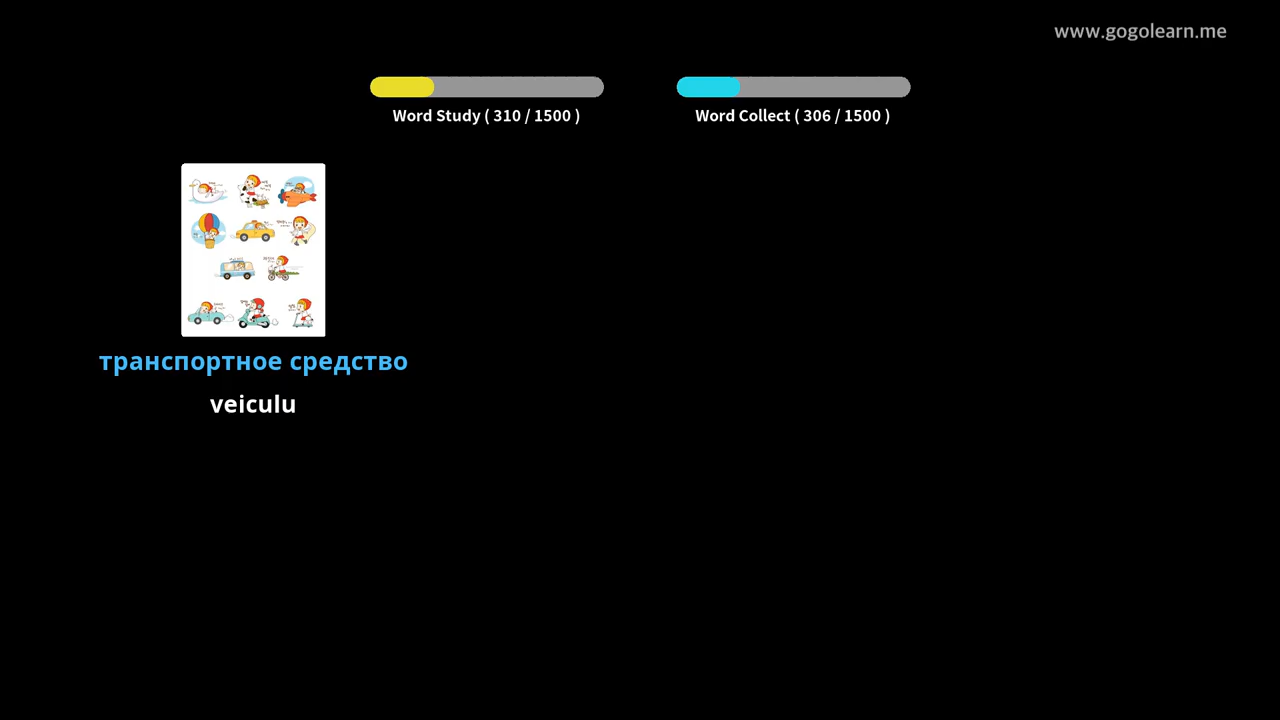 www.gogolearn.me
Word Study ( 310 / 1500 )
Word Collect ( 306 / 1500 )
транспортное средство
veiculu